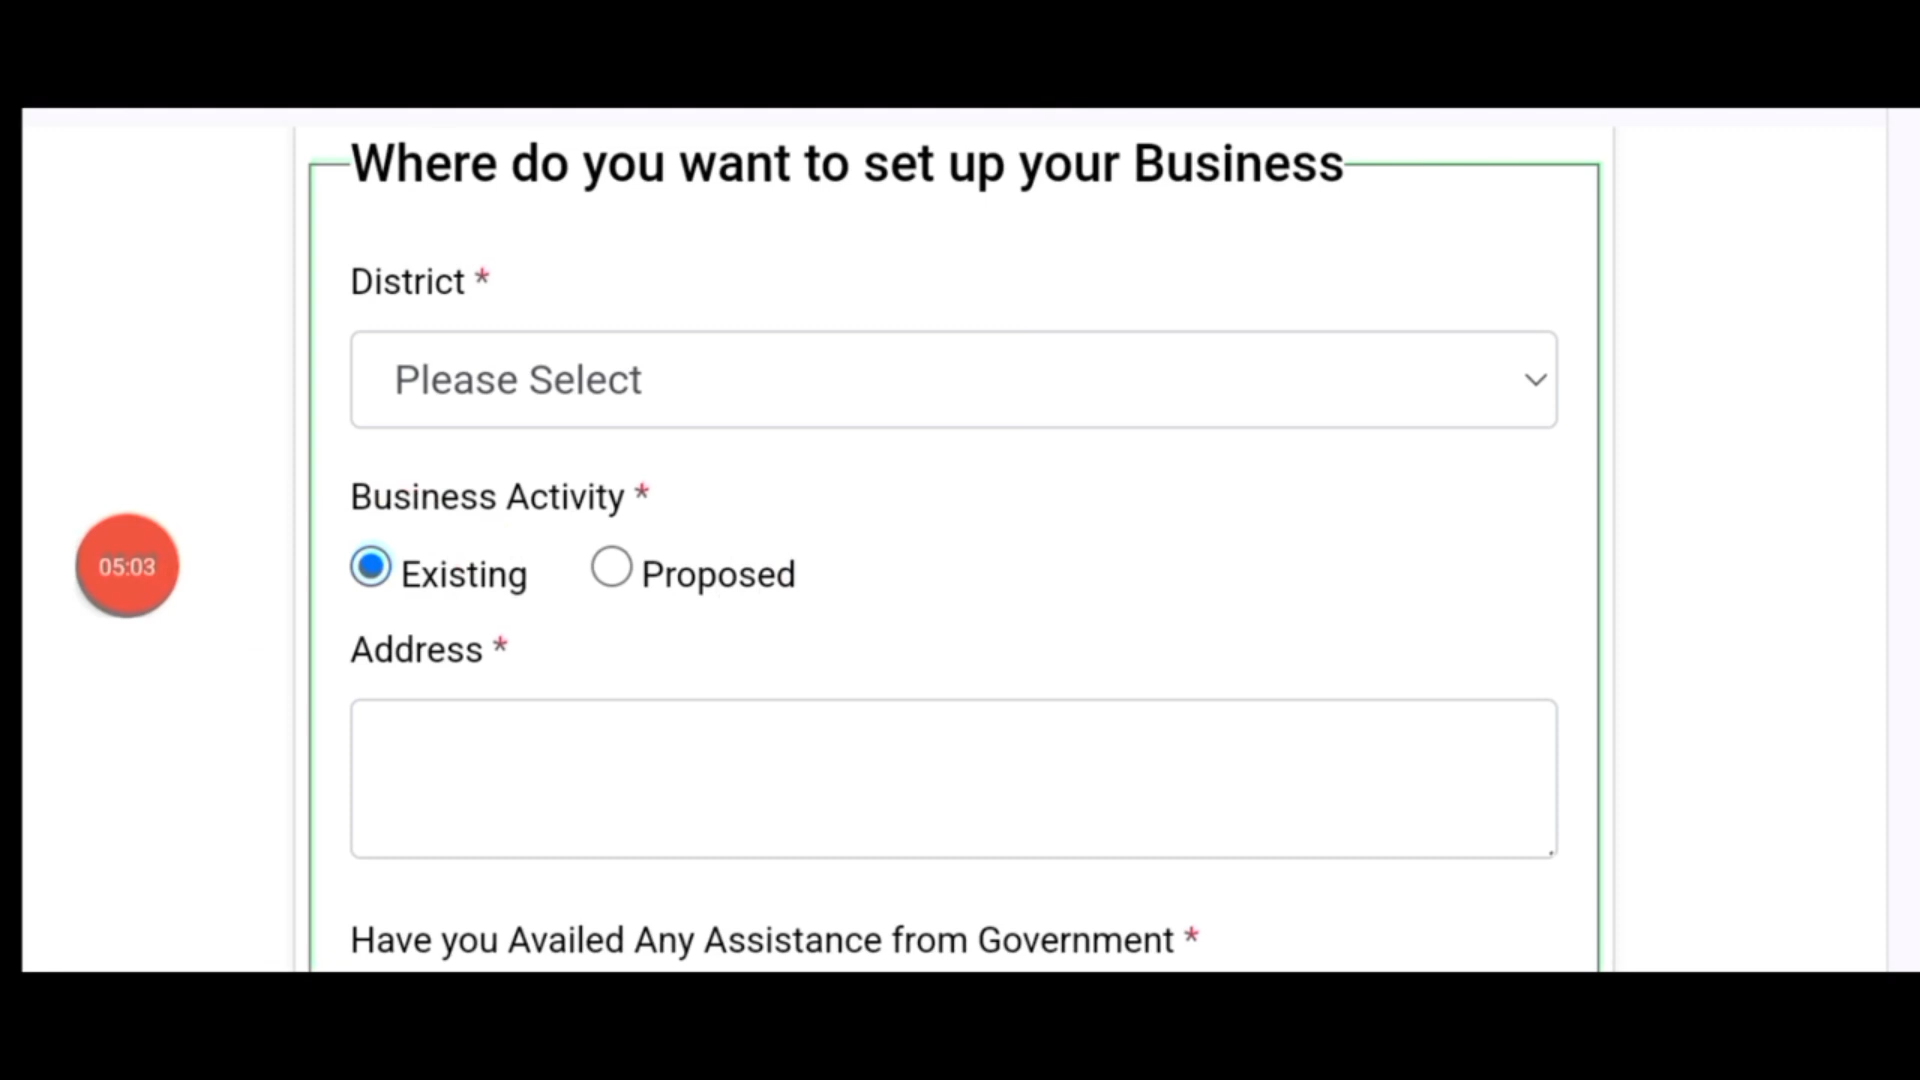 Where do you want to set up your Business
District *
Please Select
Business Activity *
Existing Proposed
05:03
Address *
Have you Availed Any Assistance from Government *